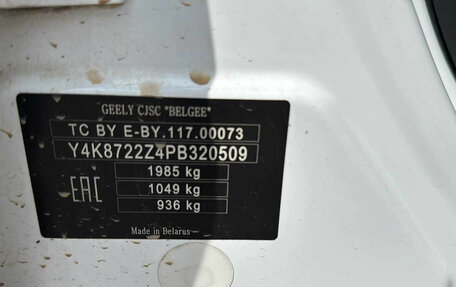 GEELY CJSC "BELGEE"
TC BY E-BY.117.00073
Y4K8722Z4PB320509
1985 kg
EAC 1049 kg
936 kg
Made in Belarus